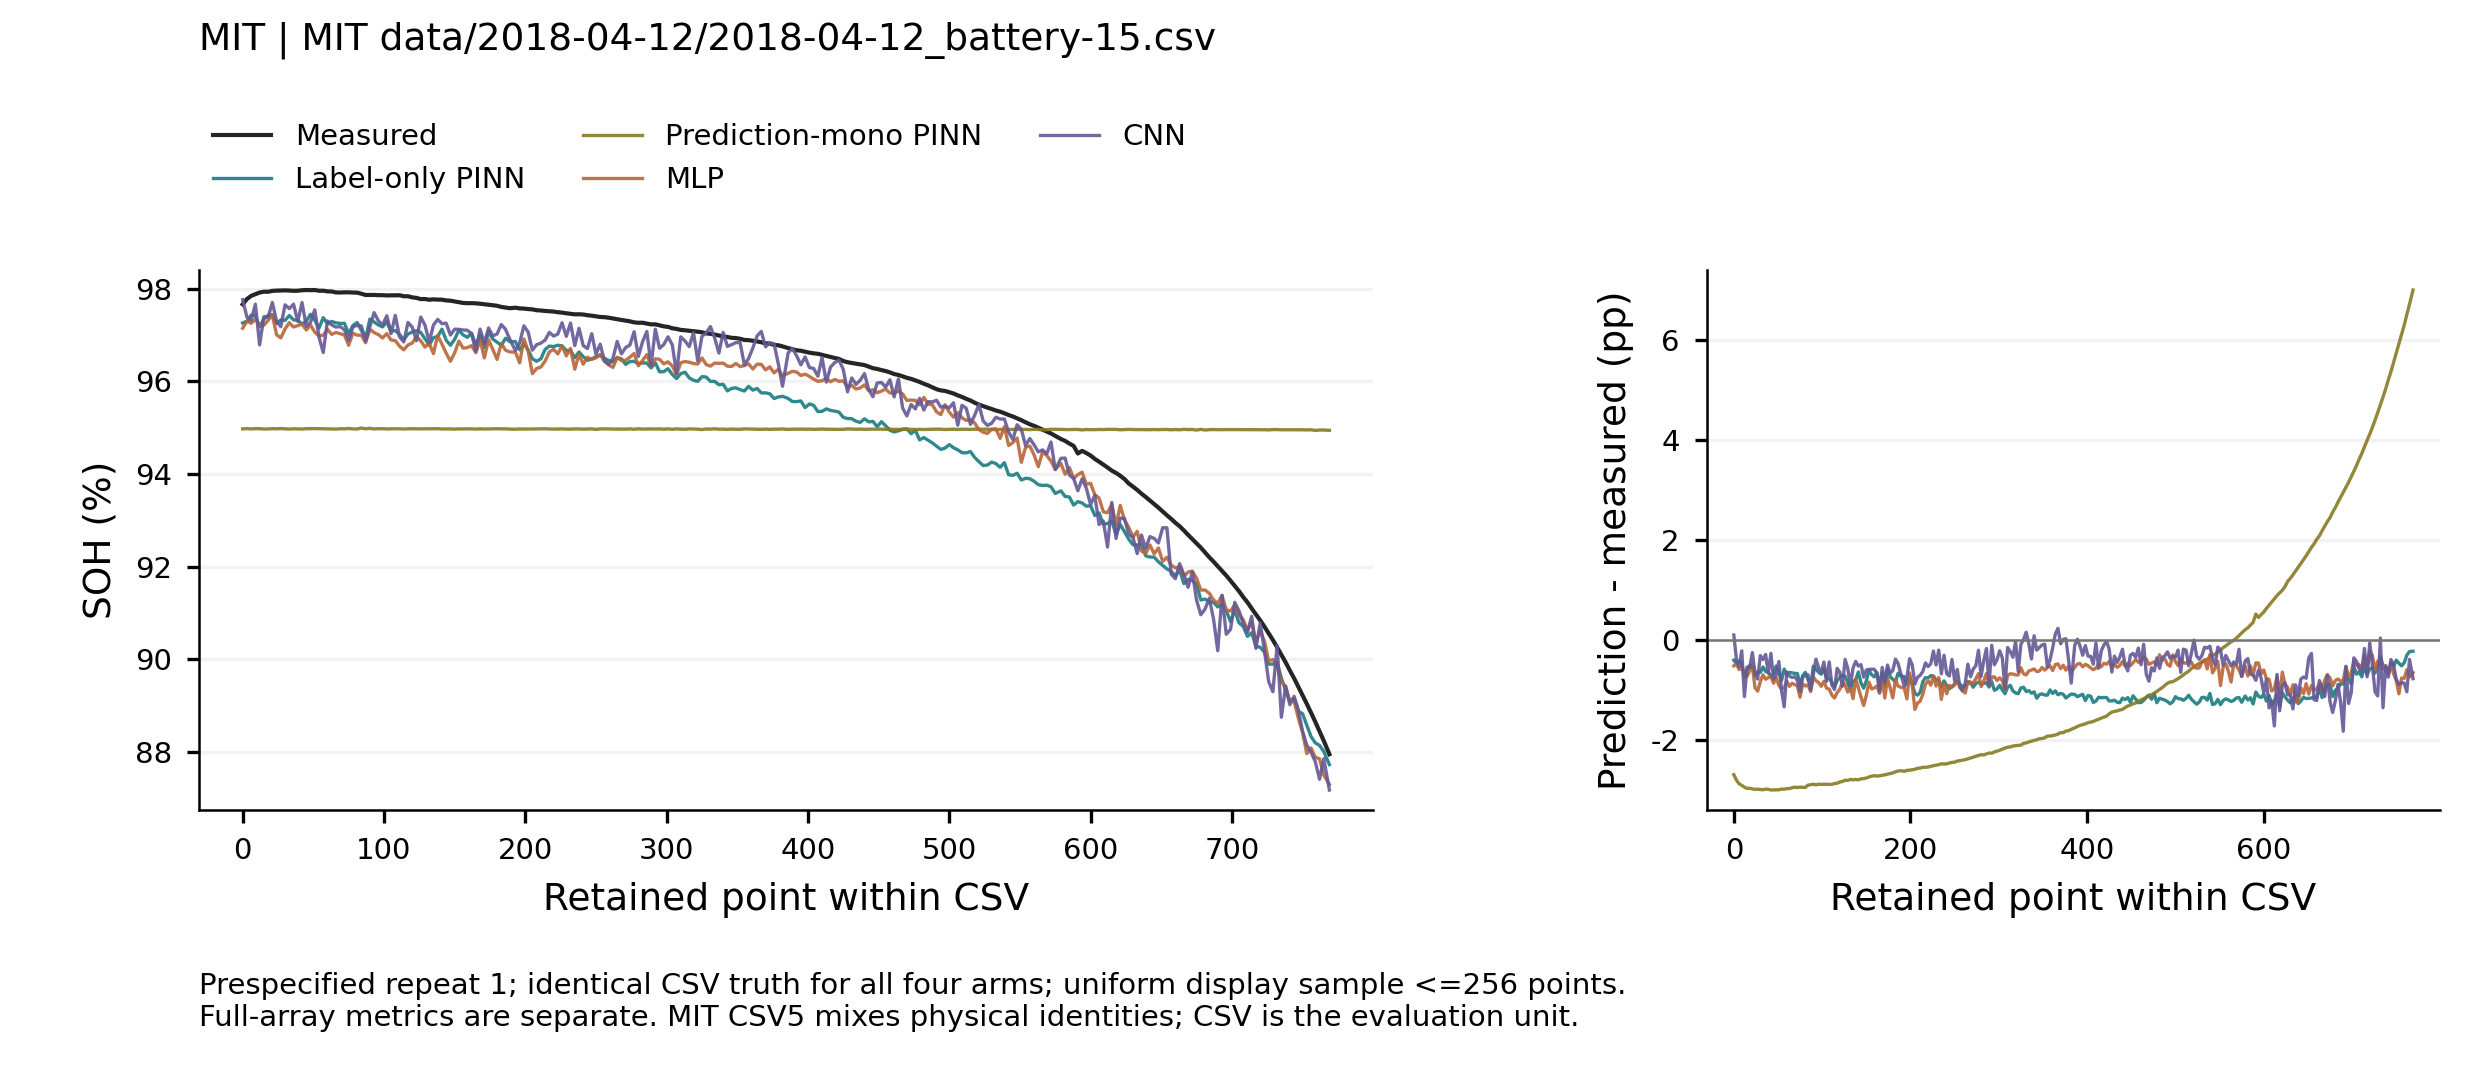 MIT | MIT data/2018-04-12/2018-04-12_battery-15.csv
Measured
Label-only PINN
Prediction-mono PINN
MLP
CNN
SOH (%)
98
96
94
92
90
88
0 100 200 300 400 500 600 700
Retained point within CSV
Prediction - measured (pp)
6
4
2
0
-2
0 200 400 600
Retained point within CSV
Prespecified repeat 1; identical CSV truth for all four arms; uniform display sample <=256 points.
Full-array metrics are separate. MIT CSV5 mixes physical identities; CSV is the evaluation unit.